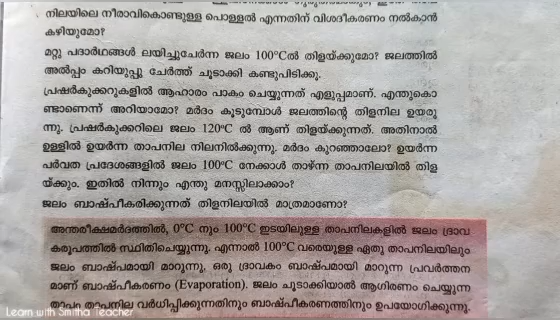 നിലയിലെ നീരാവികൊണ്ടുള്ള പൊള്ളൽ എന്നതിന് വിശദീകരണം നൽകാൻ
കഴിയുമോ?
മറ്റു പദാർഥങ്ങൾ ലയിച്ചുചേർന്ന ജലം 100°Cൽ തിളയ്ക്കുമോ? ജലത്തിൽ
അൽപ്പം കറിയുപ്പു ചേർത്ത് ചൂടാക്കി കണ്ടുപിടിക്കൂ.
പ്രഷർകുക്കറുകളിൽ ആഹാരം പാകം ചെയ്യുന്നത് എളുപ്പമാണ്. എന്തുകൊ
ണ്ടാണെന്ന് അറിയാമോ? മർദം കൂടുമ്പോൾ ജലത്തിന്റെ തിളനില ഉയരു
ന്നു. പ്രഷർകുക്കറിലെ ജലം 120°C ൽ ആണ് തിളയ്ക്കുന്നത്. അതിനാൽ
ഉള്ളിൽ ഉയർന്ന താപനില നിലനിൽക്കുന്നു. മർദം കുറഞ്ഞാലോ? ഉയർന്ന
പർവത പ്രദേശങ്ങളിൽ ജലം 100°C നേക്കാൾ താഴ്ന്ന താപനിലയിൽ തിള
യ്ക്കും. ഇതിൽ നിന്നും എന്തു മനസ്സിലാക്കാം?
ജലം ബാഷ്പീകരിക്കുന്നത് തിളനിലയിൽ മാത്രമാണോ?
അന്തരീക്ഷമർദത്തിൽ, 0°C നും 100°C ഇടയിലുള്ള താപനിലകളിൽ ജലം ദ്രാവ
കരൂപത്തിൽ സ്ഥിതിചെയ്യുന്നു. എന്നാൽ 100°C വരെയുള്ള ഏതു താപനിലയിലും
ജലം ബാഷ്പമായി മാറുന്നു, ഒരു ദ്രാവകം ബാഷ്പമായി മാറുന്ന പ്രവർത്തന
മാണ് ബാഷ്പീകരണം (Evaporation). ജലം ചൂടാക്കിയാൽ ആഗിരണം ചെയ്യുന്ന
താപം താപനില വർധിപ്പിക്കുന്നതിനും ബാഷ്പീകരണത്തിനും ഉപയോഗിക്കുന്നു.
Learn with Smitha Teacher